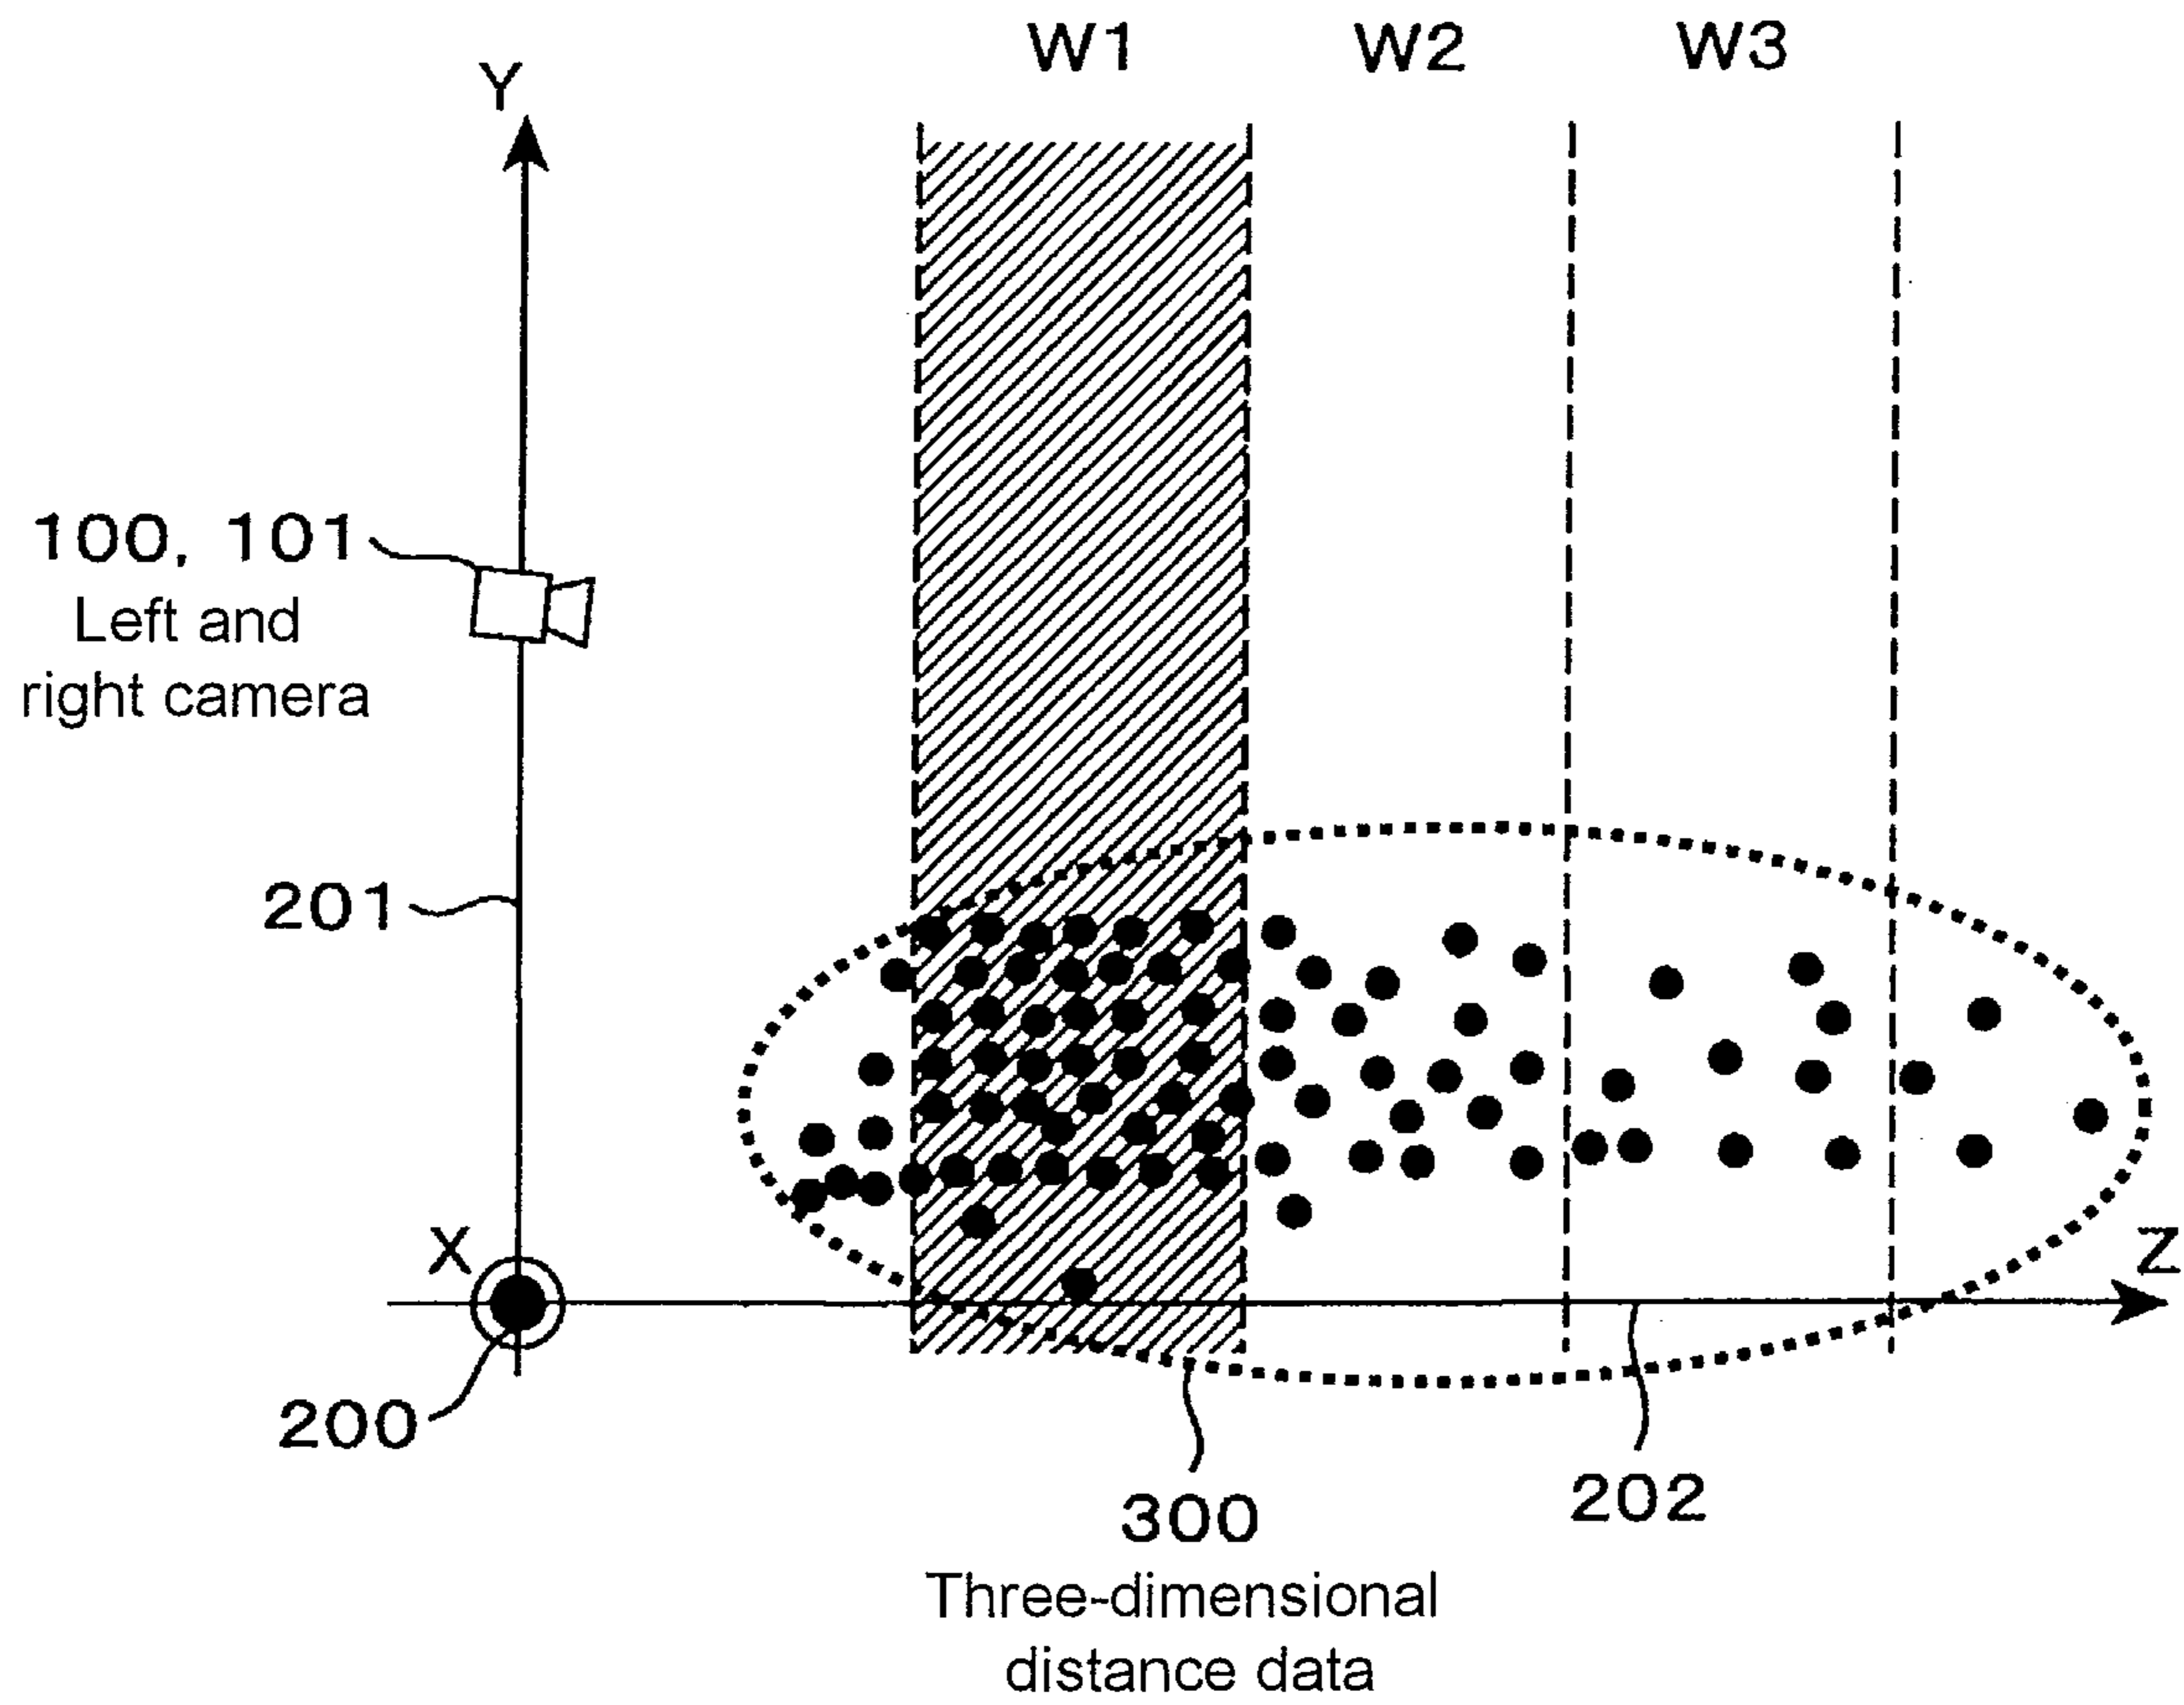 W1 W2 W3
Y
100, 101
Left and
right camera
201
X
Z
200
300
202
Three-dimensional
distance data